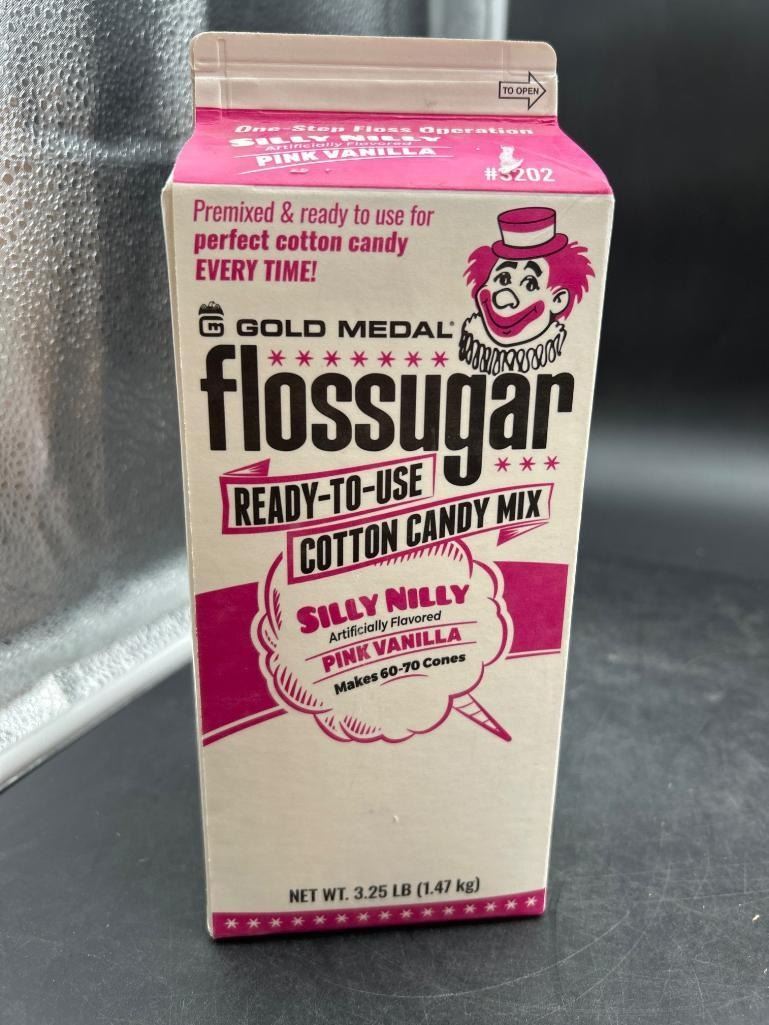 TO OPEN
One-Step Floss Operation
SILLY NILLY
Artificially Flavored
PINK VANILLA
#3202
Premixed & ready to use for
perfect cotton candy
EVERY TIME!
GOLD MEDAL®
flossugar
READY-TO-USE
COTTON CANDY MIX
SILLY NILLY
Artificially Flavored
PINK VANILLA
Makes 60-70 Cones
NET WT. 3.25 LB (1.47 kg)